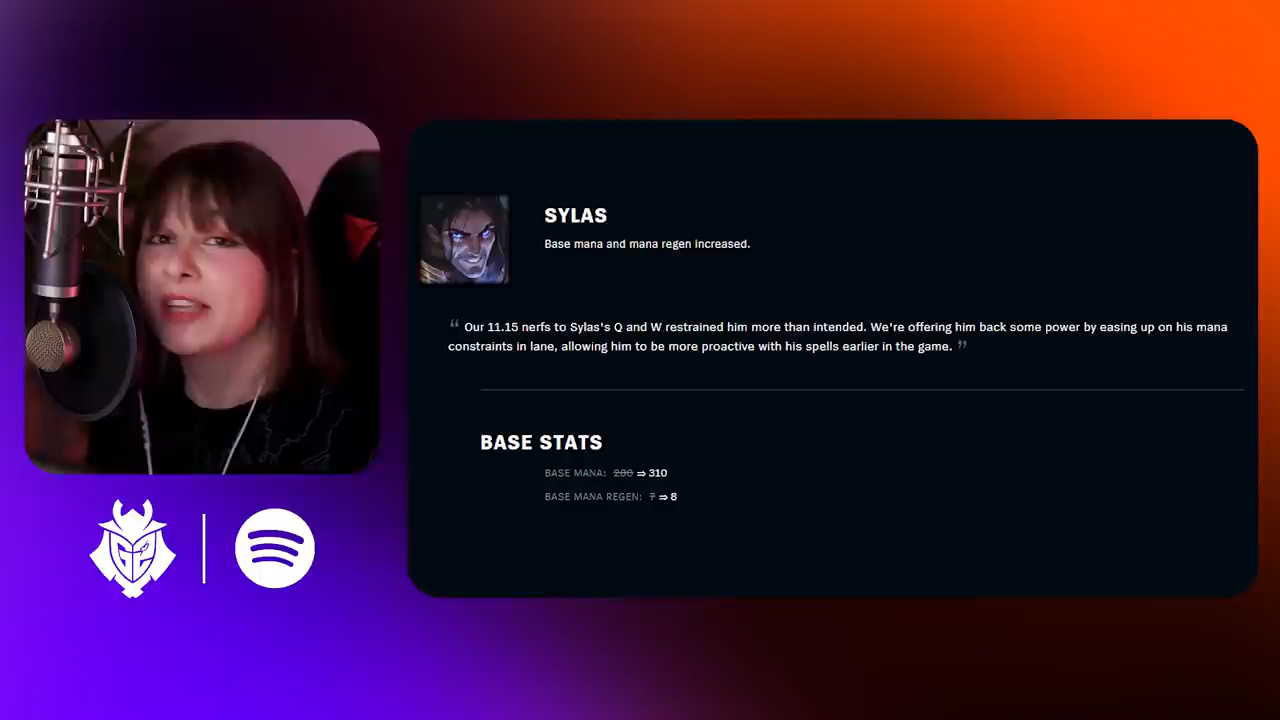 SYLAS
Base mana and mana regen increased.
“ Our 11.15 nerfs to Sylas's Q and W restrained him more than intended. We're offering him back some power by easing up on his mana
constraints in lane, allowing him to be more proactive with his spells earlier in the game. ”
BASE STATS
BASE MANA: 280 ⇒ 310
BASE MANA REGEN: 7 ⇒ 8
G2